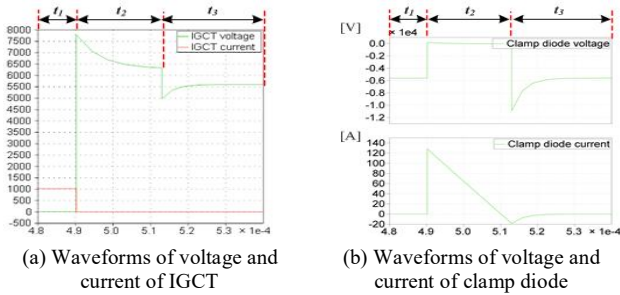 t1 t2 t3
8000
7500
7000
6500
6000
5500
5000
4500
4000
3500
3000
2500
2000
1500
1000
500
0
-500
IGCT voltage
IGCT current
4.8 4.9 5.0 5.1 5.2 5.3 × 1e-4
(a) Waveforms of voltage and
current of IGCT
t1 t2 t3
[V] × 1e4
Clamp diode voltage
0.0
-0.2
-0.4
-0.6
-0.8
-1.0
-1.2
[A]
Clamp diode current
140
120
100
80
60
40
20
0
-20
4.8 4.9 5.0 5.1 5.2 5.3 × 1e-4
(b) Waveforms of voltage and
current of clamp diode